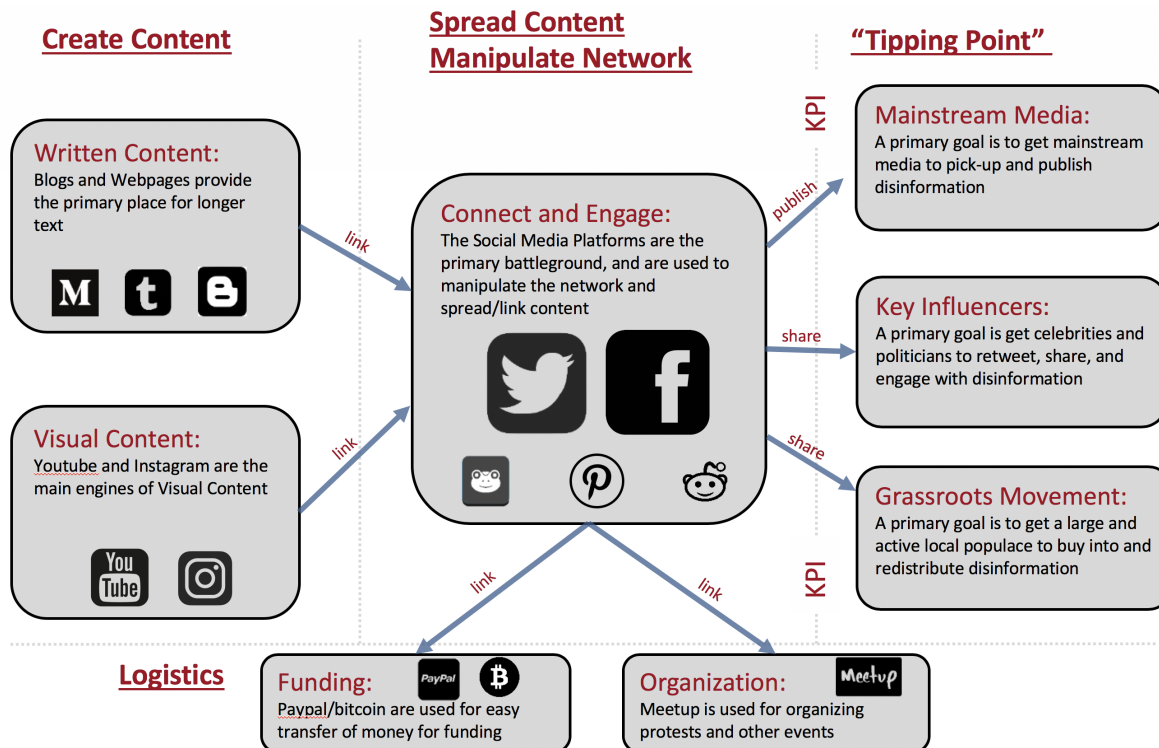 Create Content
Spread Content
Manipulate Network
“Tipping Point”
KPI
Written Content:
Blogs and Webpages provide
the primary place for longer
text
M
t
B
link
Visual Content:
Youtube and Instagram are the
main engines of Visual Content
You
Tube
link
Connect and Engage:
The Social Media Platforms are the
primary battleground, and are used to
manipulate the network and
spread/link content
f
publish
share
share
Mainstream Media:
A primary goal is to get mainstream
media to pick-up and publish
disinformation
Key Influencers:
A primary goal is get celebrities and
politicians to retweet, share, and
engage with disinformation
Grassroots Movement:
A primary goal is to get a large and
active local populace to buy into and
redistribute disinformation
KPI
link
link
Logistics
Funding:
PayPal
Paypal/bitcoin are used for easy
transfer of money for funding
Organization:
Meetup
Meetup is used for organizing
protests and other events